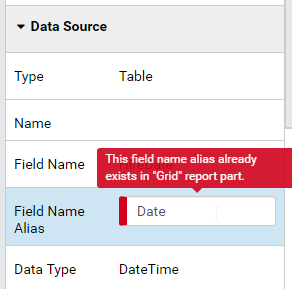 Data Source
Type Table
Name
Field Name
This field name alias already
exists in "Grid" report part.
Field Name
Alias
Date
Data Type DateTime